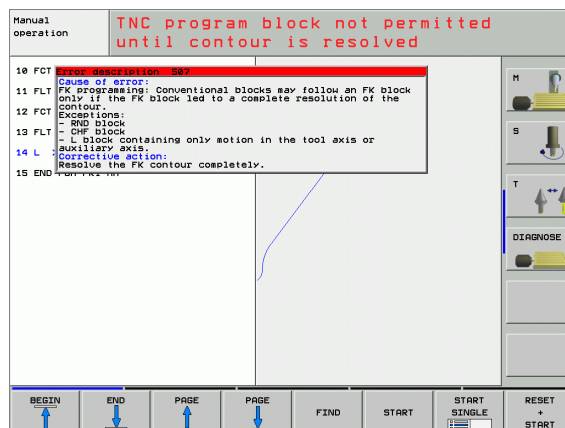 Manual
operation
TNC program block not permitted
until contour is resolved
10 FCT
Error description 507
Cause of error:
11 FLT
FK programming: Conventional blocks may follow an FK block
only if the FK block led to a complete resolution of the
contour.
12 FCT
Exceptions:
- RND block
13 FLT
- CHF block
- L block containing only motion in the tool axis or
14 L
auxiliary axis.
Corrective action:
Resolve the FK contour completely.
15 END
M
S
T
DIAGNOSE
BEGIN
END
PAGE
PAGE
FIND
START
START
SINGLE
RESET
+
START